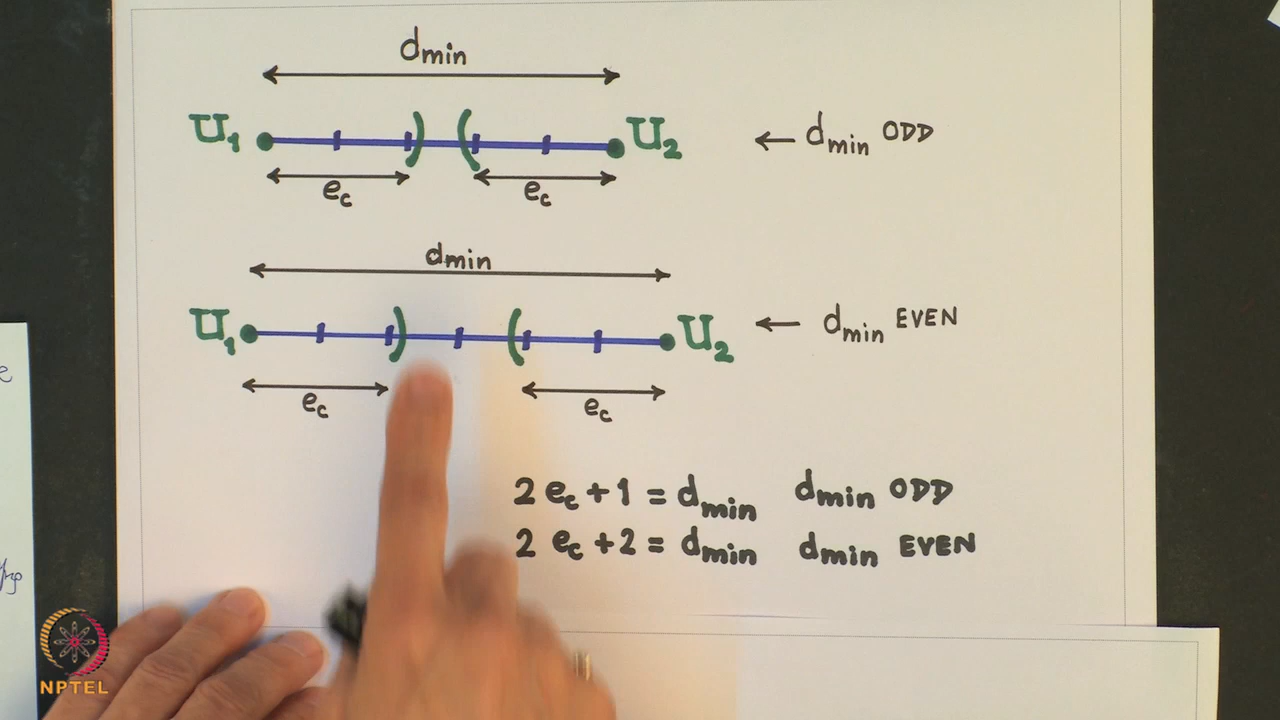 dmin
U1 U2 ← dmin ODD
ec ec
dmin
U1 U2 ← dmin EVEN
ec ec
2 ec + 1 = dmin dmin ODD
2 ec + 2 = dmin dmin EVEN
NPTEL